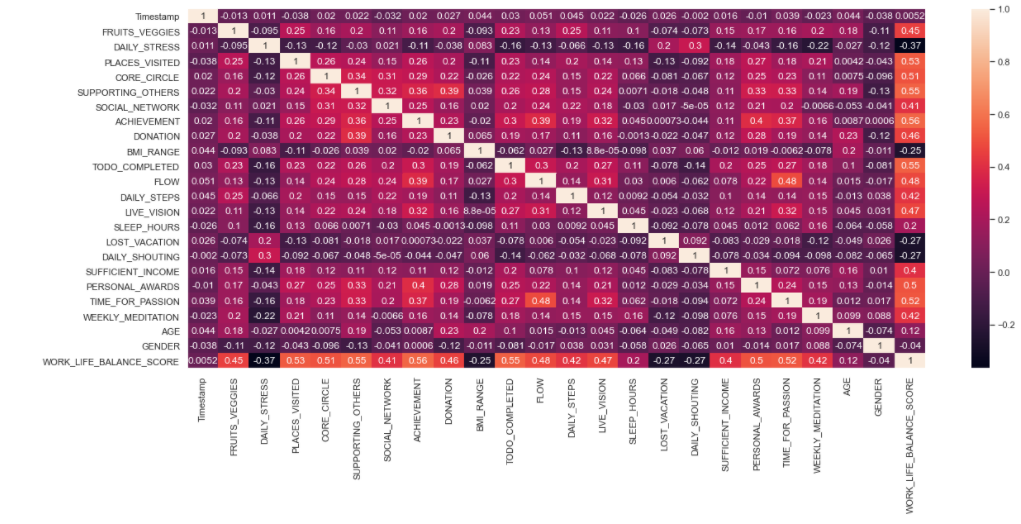 Timestamp 1 -0.013 0.011 -0.038 0.02 0.022 -0.032 0.02 0.027 0.044 0.03 0.051 0.045 0.022 -0.026 0.026 -0.002 0.016 -0.01 0.039 -0.023 0.044 -0.038 0.0052
FRUITS_VEGGIES -0.013 1 -0.095 0.25 0.16 0.2 0.11 0.16 0.2 -0.093 0.23 0.13 0.25 0.11 0.1 -0.074 -0.073 0.15 0.17 0.16 0.2 0.18 -0.11 0.45
DAILY_STRESS 0.011 -0.095 1 -0.13 -0.12 -0.03 0.021 -0.11 -0.038 0.083 -0.16 -0.13 -0.066 -0.13 -0.16 0.2 0.3 -0.14 -0.043 -0.16 -0.22 -0.027 -0.12 -0.37
PLACES_VISITED -0.038 0.25 -0.13 1 0.26 0.24 0.15 0.26 0.2 -0.11 0.23 0.14 0.2 0.14 0.13 -0.13 -0.092 0.18 0.27 0.18 0.21 0.0042 -0.043 0.53
CORE_CIRCLE 0.02 0.16 -0.12 0.26 1 0.34 0.31 0.29 0.22 -0.026 0.22 0.24 0.15 0.22 0.066 -0.081 -0.067 0.12 0.25 0.23 0.11 0.0075 -0.096 0.51
SUPPORTING_OTHERS 0.022 0.2 -0.03 0.24 0.34 1 0.32 0.36 0.39 0.039 0.26 0.28 0.15 0.24 0.0071 -0.018 -0.048 0.11 0.33 0.33 0.14 0.19 -0.13 0.55
SOCIAL_NETWORK -0.032 0.11 0.021 0.15 0.31 0.32 1 0.25 0.16 0.02 0.2 0.24 0.22 0.18 -0.03 0.017 -5e-05 0.12 0.21 0.2 -0.0066 -0.053 -0.041 0.41
ACHIEVEMENT 0.02 0.16 -0.11 0.26 0.29 0.36 0.25 1 0.23 -0.02 0.3 0.39 0.19 0.32 0.045 0.00073 -0.044 0.11 0.4 0.37 0.16 0.0087 0.0006 0.56
DONATION 0.027 0.2 -0.038 0.2 0.22 0.39 0.16 0.23 1 0.065 0.19 0.17 0.11 0.16 -0.0013 -0.022 -0.047 0.12 0.28 0.19 0.14 0.23 -0.12 0.46
BMI_RANGE 0.044 -0.093 0.083 -0.11 -0.026 0.039 0.02 -0.02 0.065 1 -0.062 0.027 -0.13 8.8e-05 -0.098 0.037 0.06 -0.012 0.019 -0.0062 -0.078 0.2 -0.011 -0.25
TODO_COMPLETED 0.03 0.23 -0.16 0.23 0.22 0.26 0.2 0.3 0.19 -0.062 1 0.3 0.2 0.27 0.11 -0.078 -0.14 0.2 0.25 0.27 0.18 0.1 -0.081 0.55
FLOW 0.051 0.13 -0.13 0.14 0.24 0.28 0.24 0.39 0.17 0.027 0.3 1 0.14 0.31 0.03 0.006 -0.062 0.078 0.22 0.48 0.14 0.015 -0.017 0.48
DAILY_STEPS 0.045 0.25 -0.066 0.2 0.15 0.15 0.22 0.19 0.11 -0.13 0.2 0.14 1 0.12 0.0092 -0.054 -0.032 0.1 0.14 0.14 0.15 -0.013 0.038 0.42
LIVE_VISION 0.022 0.11 -0.13 0.14 0.22 0.24 0.18 0.32 0.16 8.8e-05 0.27 0.31 0.12 1 0.045 -0.023 -0.068 0.12 0.21 0.32 0.15 0.045 0.031 0.47
SLEEP_HOURS -0.026 0.1 -0.16 0.13 0.066 0.0071 -0.03 0.045 -0.0013 -0.098 0.11 0.03 0.0092 0.045 1 -0.092 -0.078 0.045 0.012 0.062 0.16 -0.064 -0.058 0.2
LOST_VACATION 0.026 -0.074 0.2 -0.13 -0.081 -0.018 0.017 0.00073 -0.022 0.037 -0.078 0.006 -0.054 -0.023 -0.092 1 0.092 -0.083 -0.029 -0.018 -0.12 -0.049 0.026 -0.27
DAILY_SHOUTING -0.002 -0.073 0.3 -0.092 -0.067 -0.048 -5e-05 -0.044 -0.047 0.06 -0.14 -0.062 -0.032 -0.068 -0.078 0.092 1 -0.078 -0.034 -0.094 -0.098 -0.082 -0.065 -0.27
SUFFICIENT_INCOME 0.016 0.15 -0.14 0.18 0.12 0.11 0.12 0.11 0.12 -0.012 0.2 0.078 0.1 0.12 0.045 -0.083 -0.078 1 0.15 0.072 0.076 0.16 0.01 0.4
PERSONAL_AWARDS -0.01 0.17 -0.043 0.27 0.25 0.33 0.21 0.4 0.28 0.019 0.25 0.22 0.14 0.21 0.012 -0.029 -0.034 0.15 1 0.24 0.15 0.13 -0.014 0.5
TIME_FOR_PASSION 0.039 0.16 -0.16 0.18 0.23 0.33 0.2 0.37 0.19 -0.0062 0.27 0.48 0.14 0.32 0.062 -0.018 -0.094 0.072 0.24 1 0.19 0.012 0.017 0.52
WEEKLY_MEDITATION -0.023 0.2 -0.22 0.21 0.11 0.14 -0.0066 0.16 0.14 -0.078 0.18 0.14 0.15 0.15 0.16 -0.12 -0.098 0.076 0.15 0.19 1 0.099 0.088 0.42
AGE 0.044 0.18 -0.027 0.0042 0.0075 0.19 -0.053 0.0087 0.23 0.2 0.1 0.015 -0.013 0.045 -0.064 -0.049 -0.082 0.16 0.13 0.012 0.099 1 -0.074 0.12
GENDER -0.038 -0.11 -0.12 -0.043 -0.096 -0.13 -0.041 0.0006 -0.12 -0.011 -0.081 -0.017 0.038 0.031 -0.058 0.026 -0.065 0.01 -0.014 0.017 0.088 -0.074 1 -0.04
WORK_LIFE_BALANCE_SCORE 0.0052 0.45 -0.37 0.53 0.51 0.55 0.41 0.56 0.46 -0.25 0.55 0.48 0.42 0.47 0.2 -0.27 -0.27 0.4 0.5 0.52 0.42 0.12 -0.04 1
Timestamp
FRUITS_VEGGIES
DAILY_STRESS
PLACES_VISITED
CORE_CIRCLE
SUPPORTING_OTHERS
SOCIAL_NETWORK
ACHIEVEMENT
DONATION
BMI_RANGE
TODO_COMPLETED
FLOW
DAILY_STEPS
LIVE_VISION
SLEEP_HOURS
LOST_VACATION
DAILY_SHOUTING
SUFFICIENT_INCOME
PERSONAL_AWARDS
TIME_FOR_PASSION
WEEKLY_MEDITATION
AGE
GENDER
WORK_LIFE_BALANCE_SCORE
1.0
0.8
0.6
0.4
0.2
0.0
-0.2